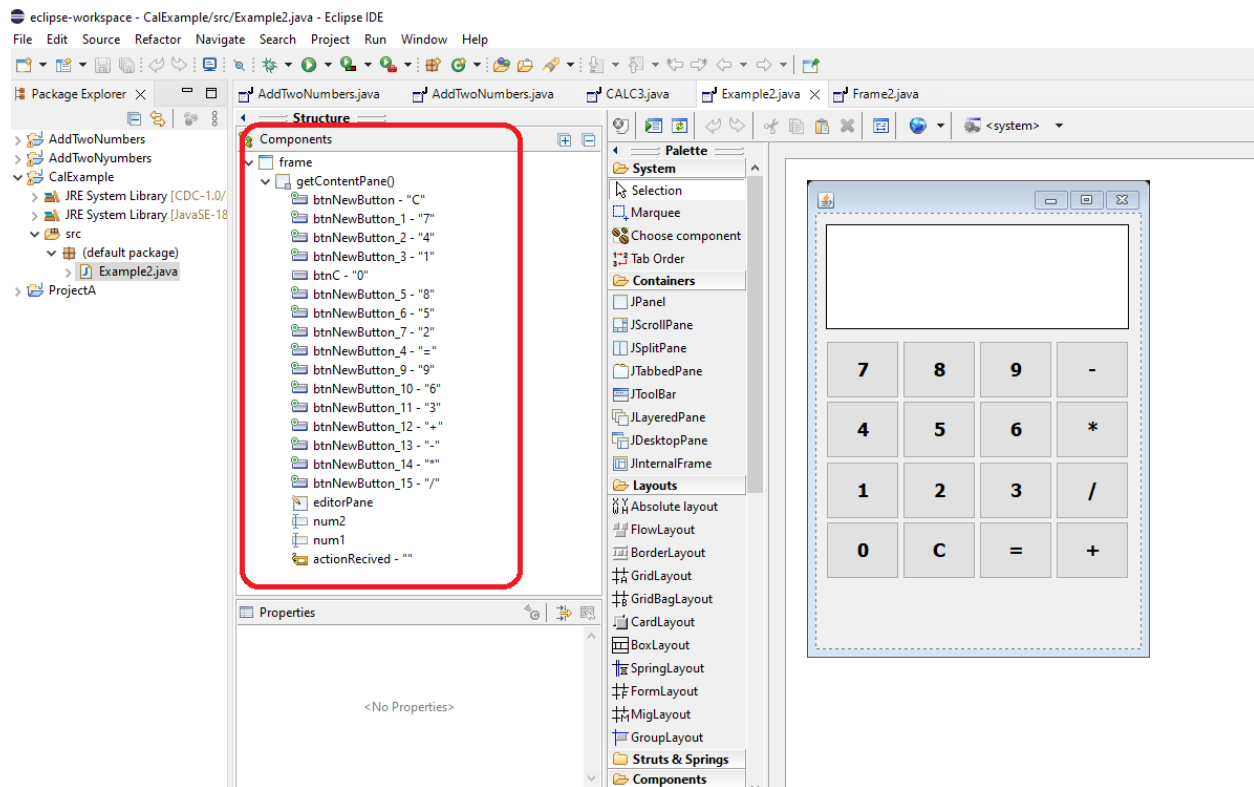 eclipse-workspace - CalExample/src/Example2.java - Eclipse IDE
File Edit Source Refactor Navigate Search Project Run Window Help
Package Explorer
AddTwoNumbers
AddTwoNyumbers
CalExample
JRE System Library [CDC-1.0/
JRE System Library [JavaSE-18
src
(default package)
Example2.java
ProjectA
AddTwoNumbers.java AddTwoNumbers.java CALC3.java Example2.java Frame2.java
Structure
Components
frame
getContentPane()
btnNewButton - "C"
btnNewButton_1 - "7"
btnNewButton_2 - "4"
btnNewButton_3 - "1"
btnC - "0"
btnNewButton_5 - "8"
btnNewButton_6 - "5"
btnNewButton_7 - "2"
btnNewButton_4 - "="
btnNewButton_9 - "9"
btnNewButton_10 - "6"
btnNewButton_11 - "3"
btnNewButton_12 - "+"
btnNewButton_13 - "-"
btnNewButton_14 - "*"
btnNewButton_15 - "/"
editorPane
num2
num1
actionRecived - ""
Properties
<No Properties>
<system>
Palette
System
Selection
Marquee
Choose component
Tab Order
Containers
JPanel
JScrollPane
JSplitPane
JTabbedPane
JToolBar
JLayeredPane
JDesktopPane
JInternalFrame
Layouts
Absolute layout
FlowLayout
BorderLayout
GridLayout
GridBagLayout
CardLayout
BoxLayout
SpringLayout
FormLayout
MigLayout
GroupLayout
Struts & Springs
Components
7 8 9 -
4 5 6 *
1 2 3 /
0 C = +